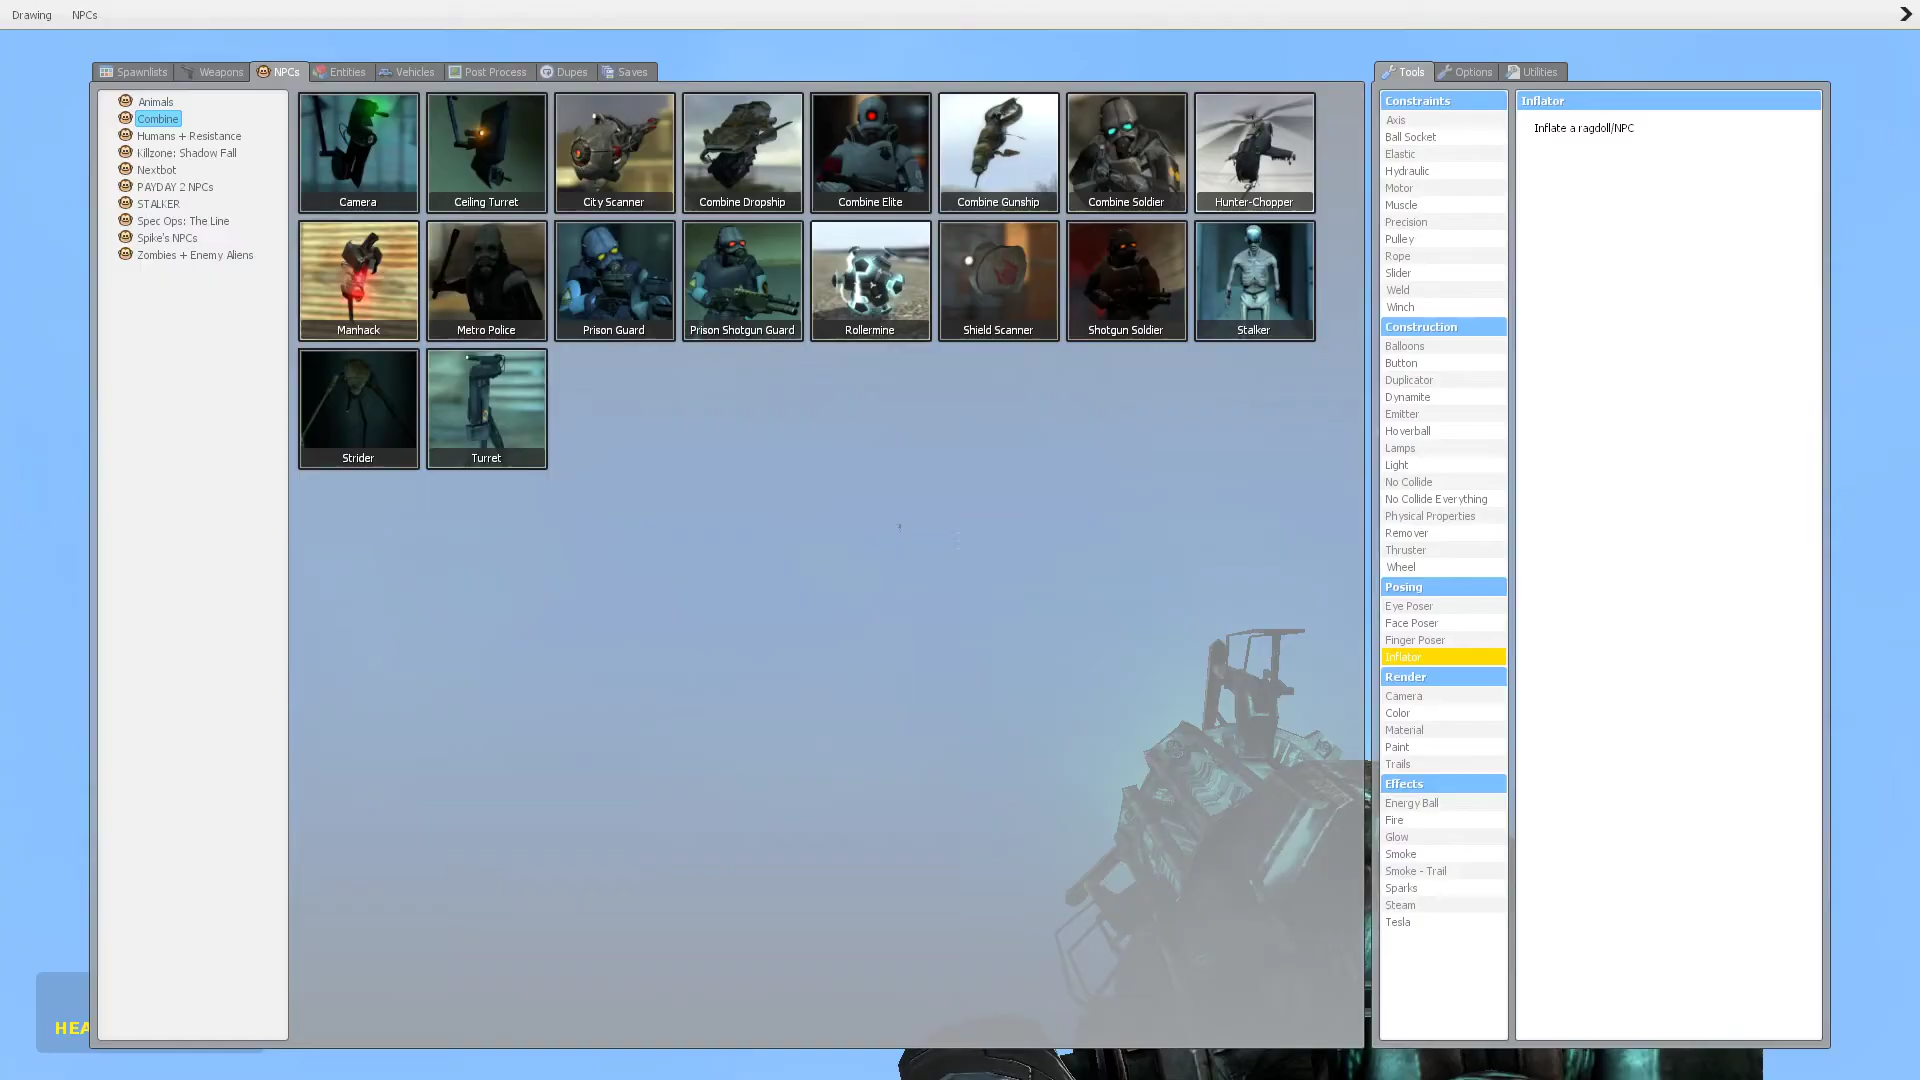 Drawing NPCs
Spawnlists Weapons NPCs Entities Vehicles Post Process Dupes Saves
Animals
Combine
Humans + Resistance
Killzone: Shadow Fall
Nextbot
PAYDAY 2 NPCs
STALKER
Spec Ops: The Line
Spike's NPCs
Zombies + Enemy Aliens
Camera Ceiling Turret City Scanner Combine Dropship Combine Elite Combine Gunship Combine Soldier Hunter-Chopper
Manhack Metro Police Prison Guard Prison Shotgun Guard Rollermine Shield Scanner Shotgun Soldier Stalker
Strider Turret
HEA
Tools Options Utilities
Constraints
Axis
Ball Socket
Elastic
Hydraulic
Motor
Muscle
Precision
Pulley
Rope
Slider
Weld
Winch
Construction
Balloons
Button
Duplicator
Dynamite
Emitter
Hoverball
Lamps
Light
No Collide
No Collide Everything
Physical Properties
Remover
Thruster
Wheel
Posing
Eye Poser
Face Poser
Finger Poser
Inflator
Render
Camera
Color
Material
Paint
Trails
Effects
Energy Ball
Fire
Glow
Smoke
Smoke - Trail
Sparks
Steam
Tesla
Inflator
Inflate a ragdoll/NPC